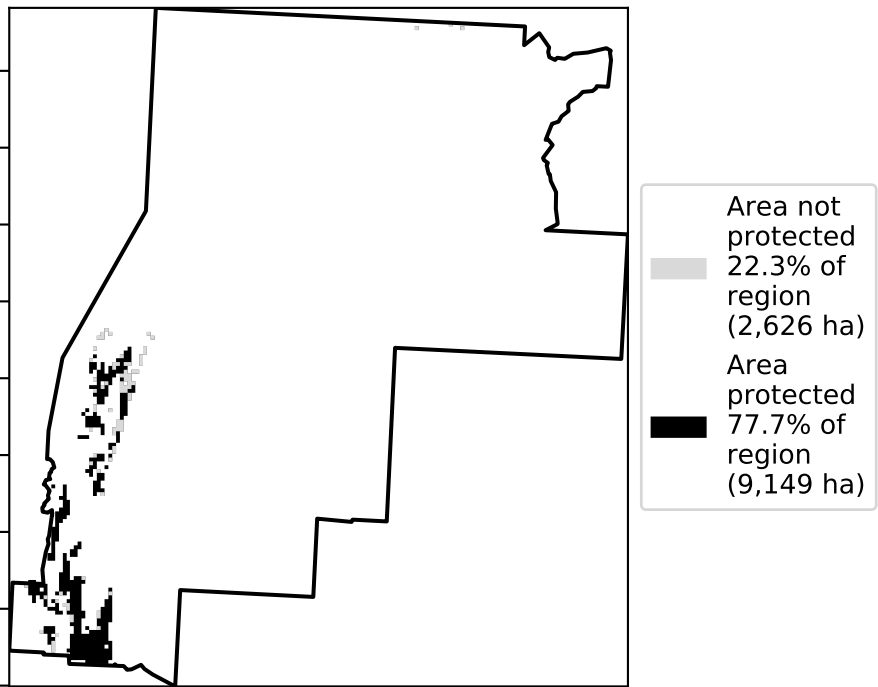 Area not
protected
22.3% of
region
(2,626 ha)
Area
protected
77.7% of
region
(9,149 ha)